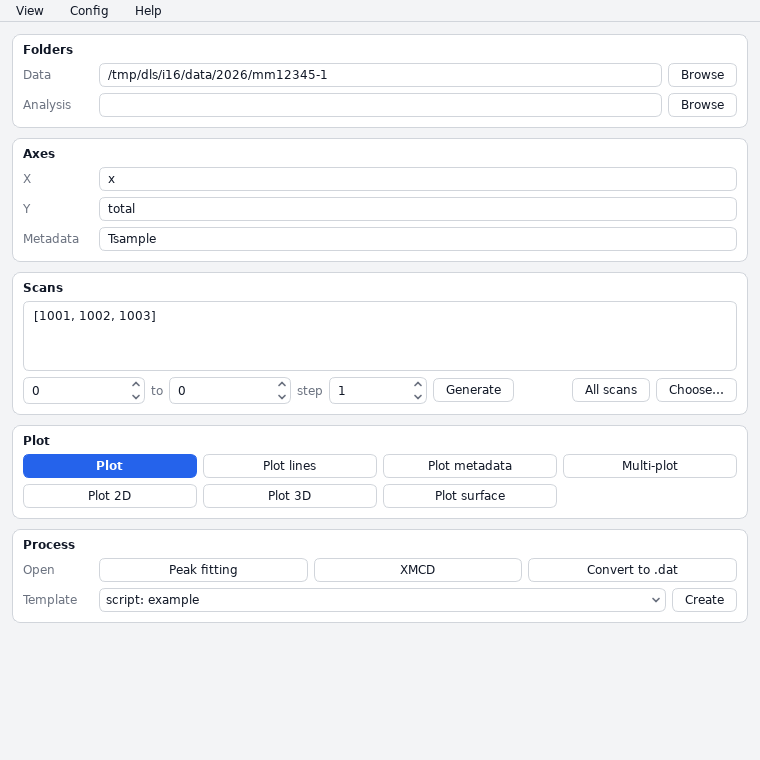 View Config Help
Folders
Data /tmp/dls/i16/data/2026/mm12345-1 Browse
Analysis Browse
Axes
X x
Y total
Metadata Tsample
Scans
[1001, 1002, 1003]
0 to 0 step 1 Generate All scans Choose...
Plot
Plot Plot lines Plot metadata Multi-plot
Plot 2D Plot 3D Plot surface
Process
Open Peak fitting XMCD Convert to .dat
Template script: example Create